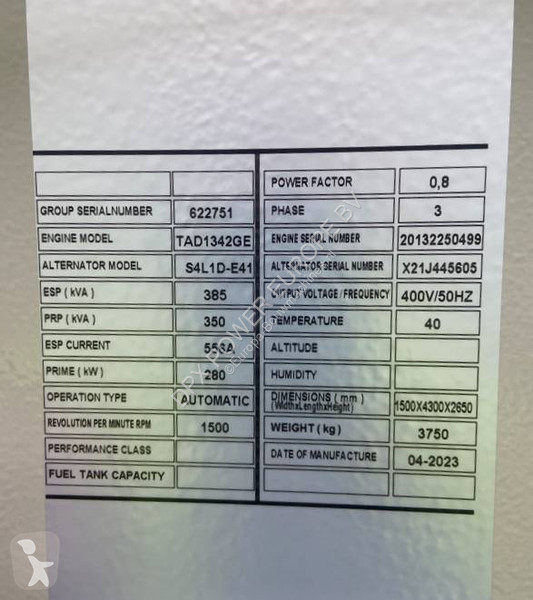 POWER FACTOR 0,8
GROUP SERIALNUMBER 622751 PHASE 3
ENGINE MODEL TAD1342GE ENGINE SERIAL NUMBER 20132250499
ALTERNATOR MODEL S4L1D-E41 ALTERNATOR SERIAL NUMBER X21J445605
ESP ( kVA ) 385 OUTPUT VOLTAGE / FREQUENCY 400V/50HZ
PRP ( kVA ) 350 TEMPERATURE 40
ESP CURRENT 556A ALTITUDE
PRIME ( kW ) 280 HUMIDITY
OPERATION TYPE AUTOMATIC DIMENSIONS ( mm ) (WidthxLengthxHeight) 1500X4300X2650
REVOLUTION PER MINUTE RPM 1500 WEIGHT ( kg ) 3750
PERFORMANCE CLASS DATE OF MANUFACTURE 04-2023
FUEL TANK CAPACITY